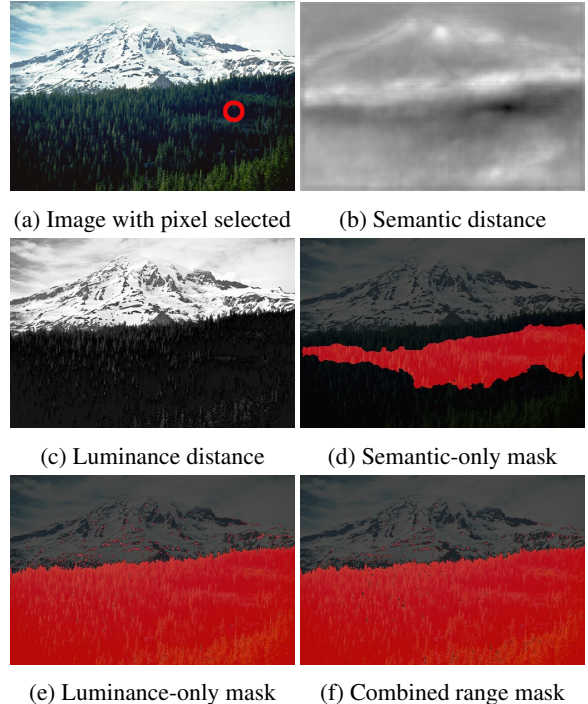 (a) Image with pixel selected
(b) Semantic distance
(c) Luminance distance
(d) Semantic-only mask
(e) Luminance-only mask
(f) Combined range mask